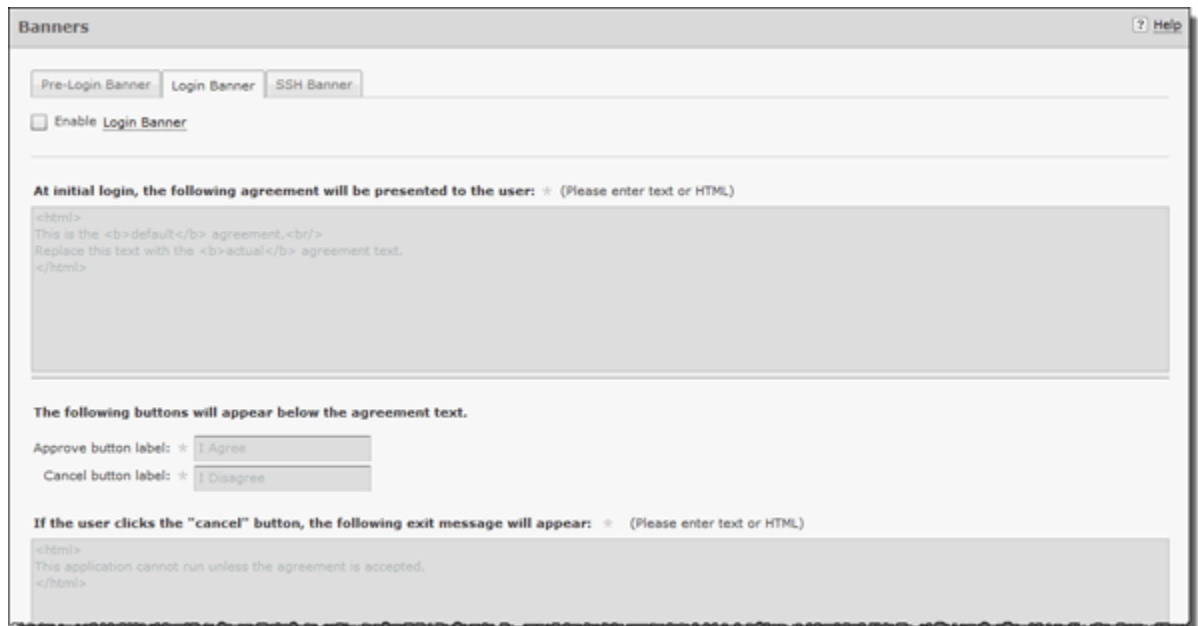 Banners
? Help
Pre-Login Banner Login Banner SSH Banner
Enable Login Banner
At initial login, the following agreement will be presented to the user: * (Please enter text or HTML)
<html>
This is the <b>default</b> agreement.<br/>
Replace this text with the <b>actual</b> agreement text.
</html>
The following buttons will appear below the agreement text.
Approve button label: * I Agree
Cancel button label: * I Disagree
If the user clicks the "cancel" button, the following exit message will appear: * (Please enter text or HTML)
<html>
This application cannot run unless the agreement is accepted.
</html>